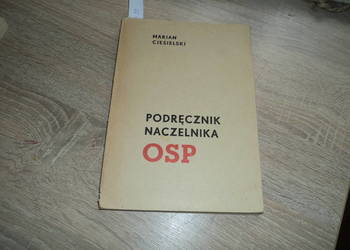 MARIAN
CIESIELSKI
PODRĘCZNIK
NACZELNIKA
OSP